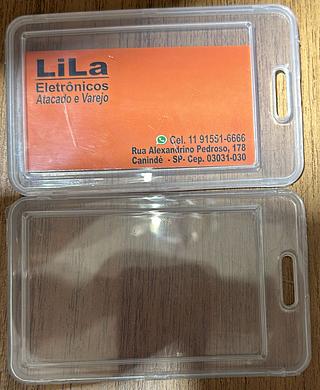 LiLa
Eletrônicos
Atacado e Varejo
Cel. 11 91551-6666
Rua Alexandrino Pedroso, 178
Canindé - SP- Cep. 03031-030